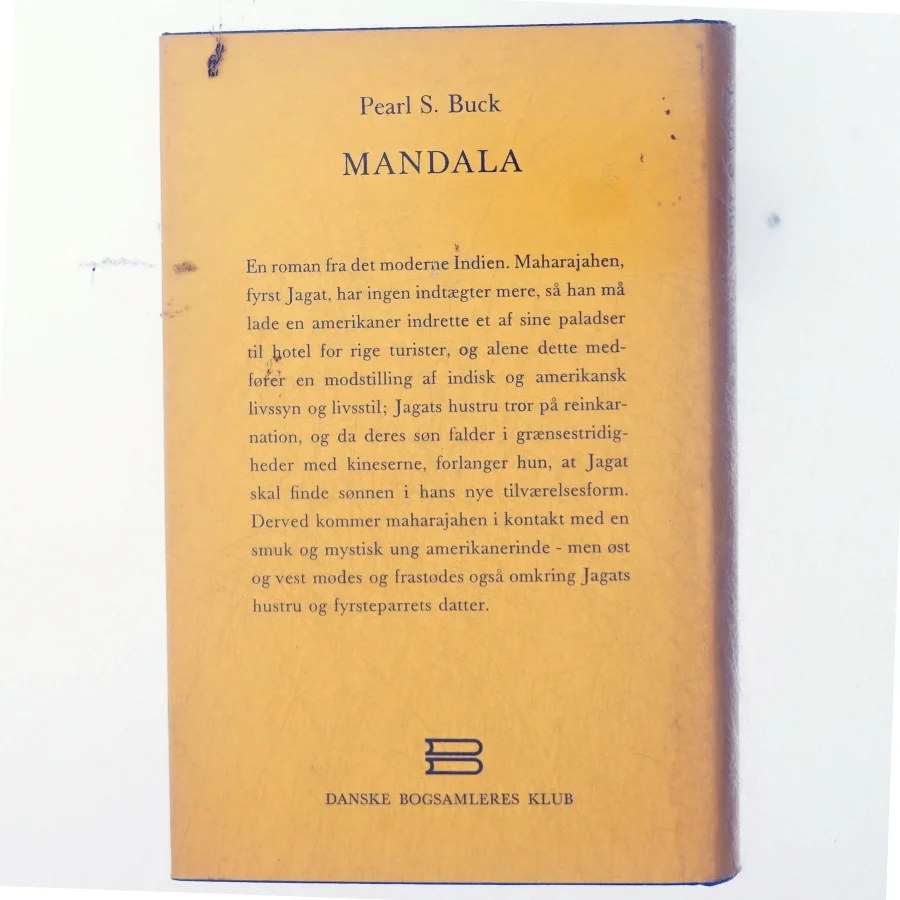 Pearl S. Buck
MANDALA
En roman fra det moderne Indien. Maharajahen,
fyrst Jagat, har ingen indtægter mere, så han må
lade en amerikaner indrette et af sine paladser
til hotel for rige turister, og alene dette med-
fører en modstilling af indisk og amerikansk
livssyn og livsstil; Jagats hustru tror på reinkar-
nation, og da deres søn falder i grænsestridig-
heder med kineserne, forlanger hun, at Jagat
skal finde sønnen i hans nye tilværelsesform.
Derved kommer maharajahen i kontakt med en
smuk og mystisk ung amerikanerinde - men øst
og vest mødes og frastødes også omkring Jagats
hustru og fyrsteparrets datter.
DANSKE BOGSAMLERES KLUB